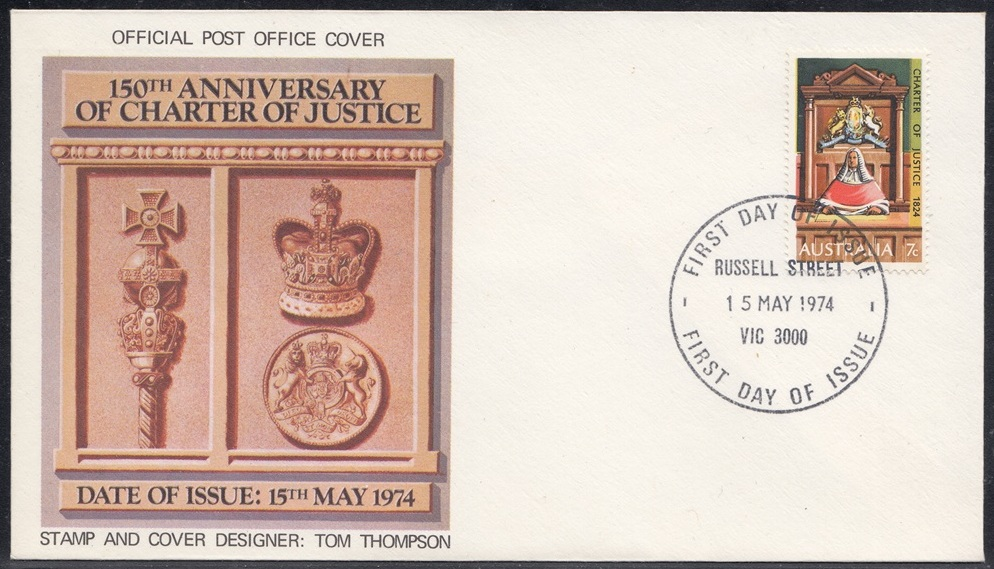 OFFICIAL POST OFFICE COVER
150TH ANNIVERSARY
OF CHARTER OF JUSTICE
DATE OF ISSUE: 15TH MAY 1974
STAMP AND COVER DESIGNER: TOM THOMPSON
CHARTER OF JUSTICE 1824
AUSTRALIA 7c
FIRST DAY OF ISSUE
RUSSELL STREET
15 MAY 1974
VIC 3000
FIRST DAY OF ISSUE